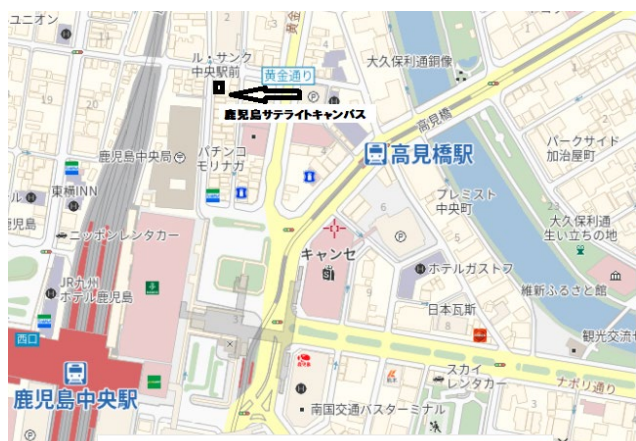 ユニオン
ル・サンク
中央駅前
黄金通り
大久保利通銅像
鹿児島サテライトキャンパス
高見橋
鹿児島中央局
パチンコ
モリナガ
高見橋駅
パークサイド
加治屋町
東横INN
プレミスト
中央町
大久保利通
生い立ちの地
ニッポンレンタカー
キャンセ
JR九州
ホテル鹿児島
ホテルガストフ
維新ふるさと館
日本瓦斯
西口
観光交流セ
鹿児島中央駅
スカイ
レンタカー
ナポリ通り
南国交通バスターミナル